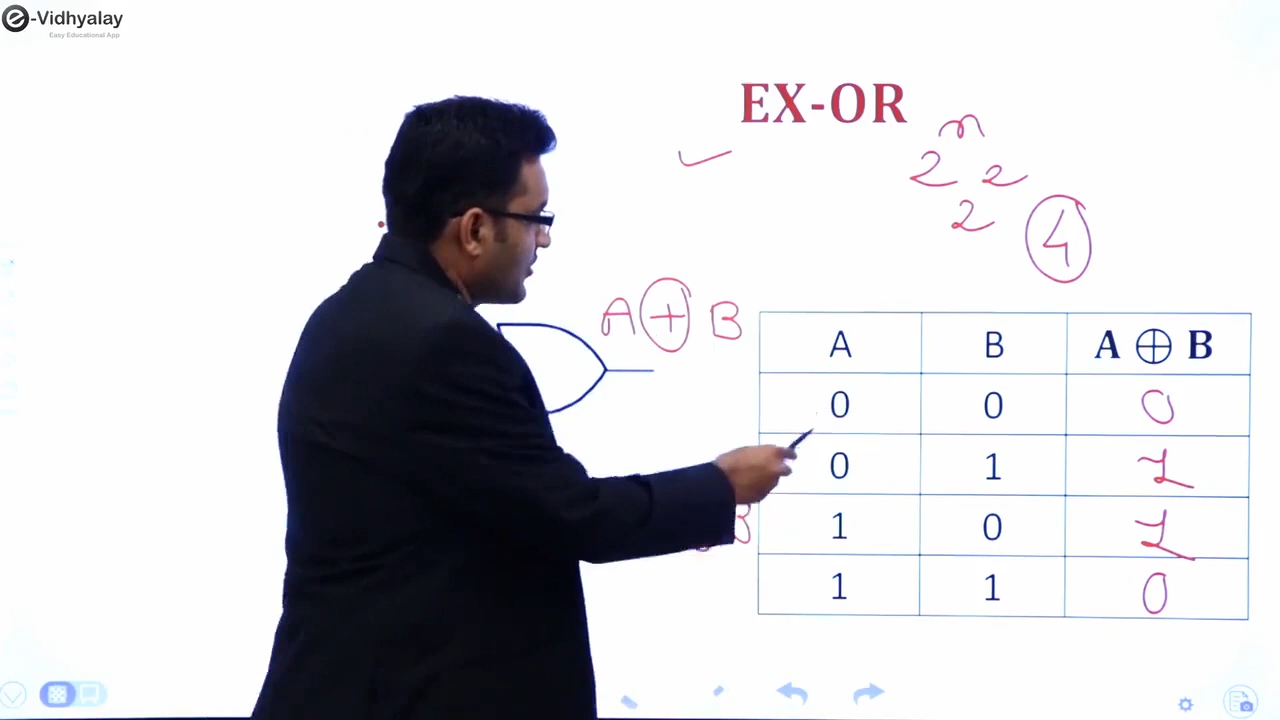 e-Vidhyalay
Easy Educational App
EX-OR
n
2 2
2 4
A + B
A B A ⊕ B
0 0 0
0 1 1
1 0 1
1 1 0